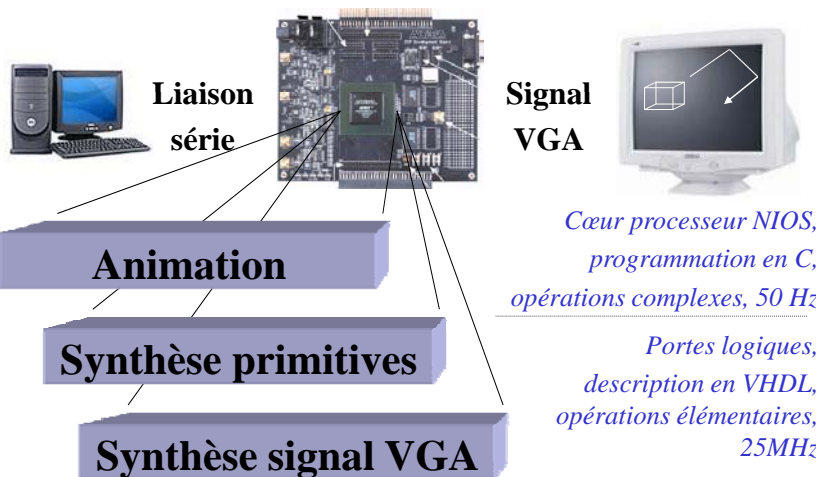 Liaison
série
Signal
VGA
Animation
Synthèse primitives
Synthèse signal VGA
Cœur processeur NIOS,
programmation en C,
opérations complexes, 50 Hz
Portes logiques,
description en VHDL,
opérations élémentaires,
25MHz